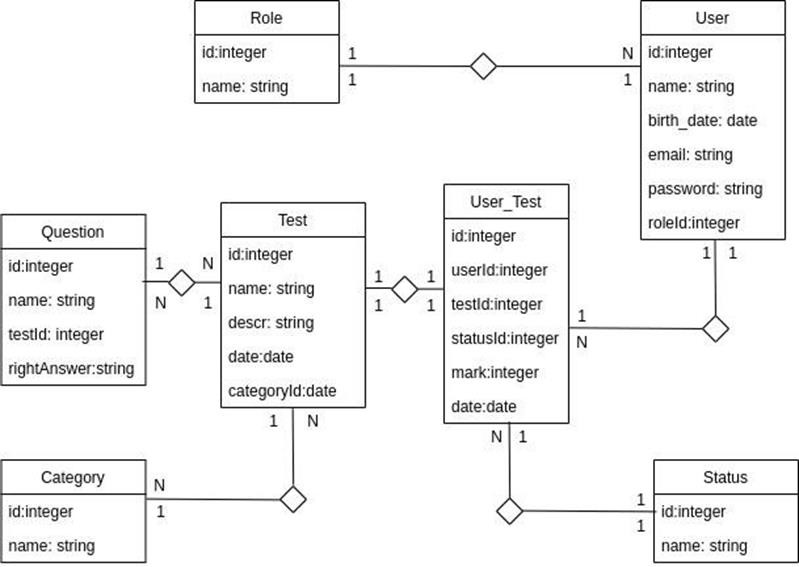 Role
id:integer
name: string
1
1
N
1
User
id:integer
name: string
birth_date: date
email: string
password: string
roleId:integer
1 1
Question
id:integer
name: string
testId: integer
rightAnswer:string
1
N
N
1
Test
id:integer
name: string
descr: string
date:date
categoryId:date
1 N
1
1
1
1
User_Test
id:integer
userId:integer
testId:integer
statusId:integer
mark:integer
date:date
1
N
N 1
Category
id:integer
name: string
N
1
1
1
Status
id:integer
name: string